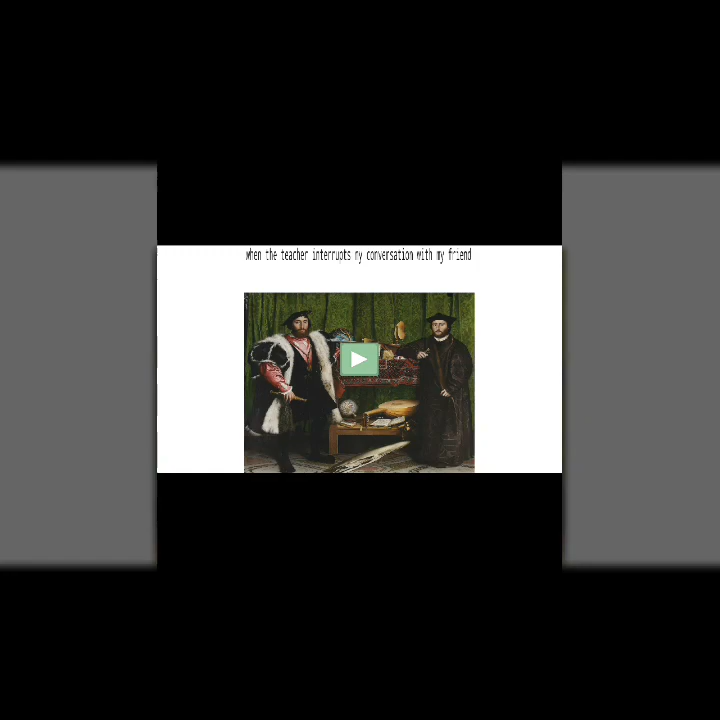 when the teacher interrupts my conversation with my friend